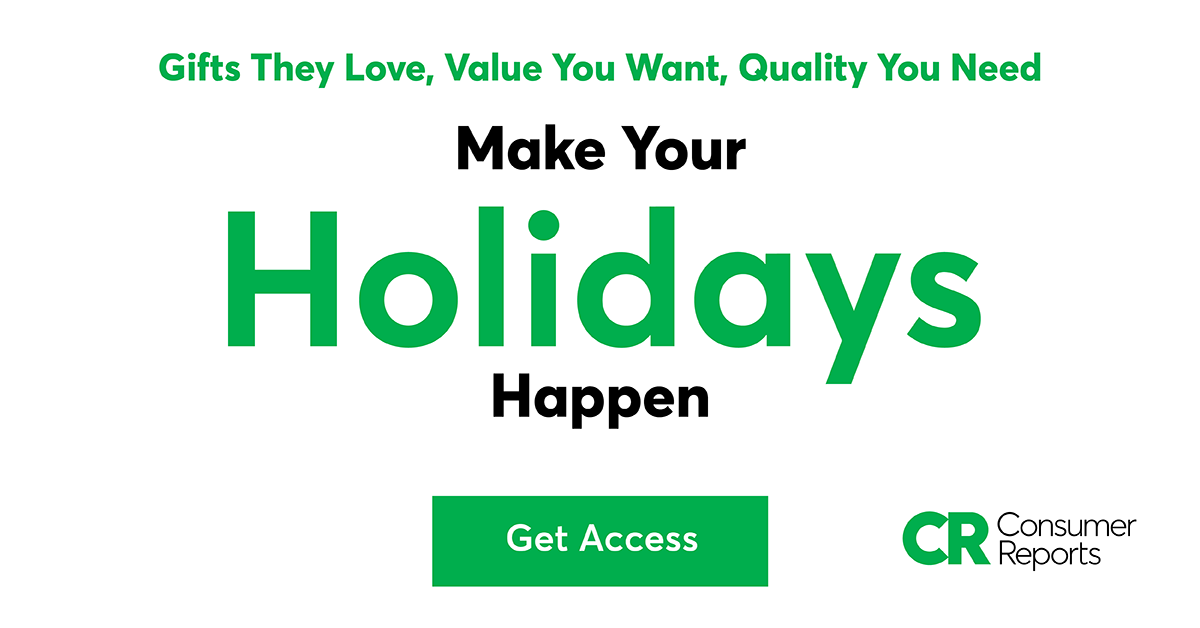 Gifts They Love, Value You Want, Quality You Need
Make Your
Holidays
Happen
Get Access
CR Consumer
Reports